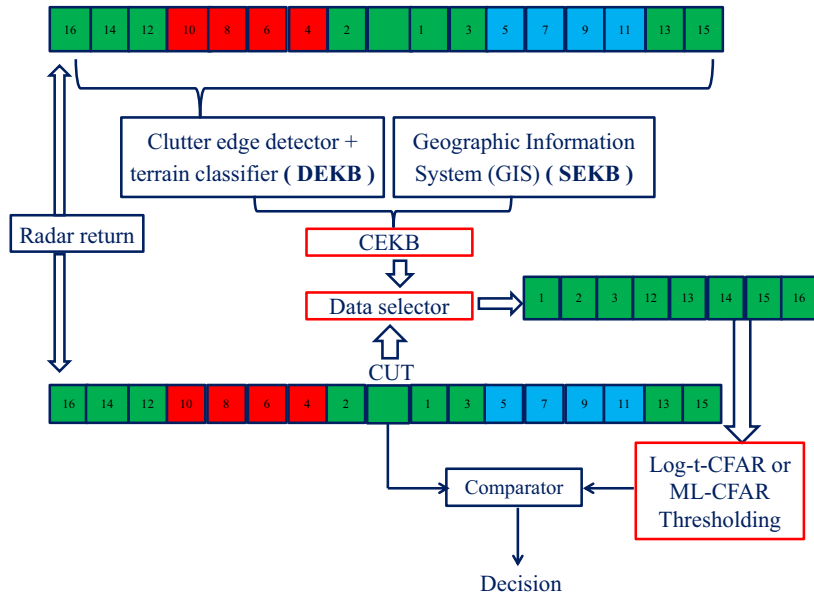 16 14 12 10 8 6 4 2 1 3 5 7 9 11 13 15
Clutter edge detector +
terrain classifier ( DEKB )
Geographic Information
System (GIS) ( SEKB )
Radar return
CEKB
Data selector
1 2 3 12 13 14 15 16
CUT
16 14 12 10 8 6 4 2 1 3 5 7 9 11 13 15
Log-t-CFAR or
ML-CFAR
Thresholding
Comparator
Decision